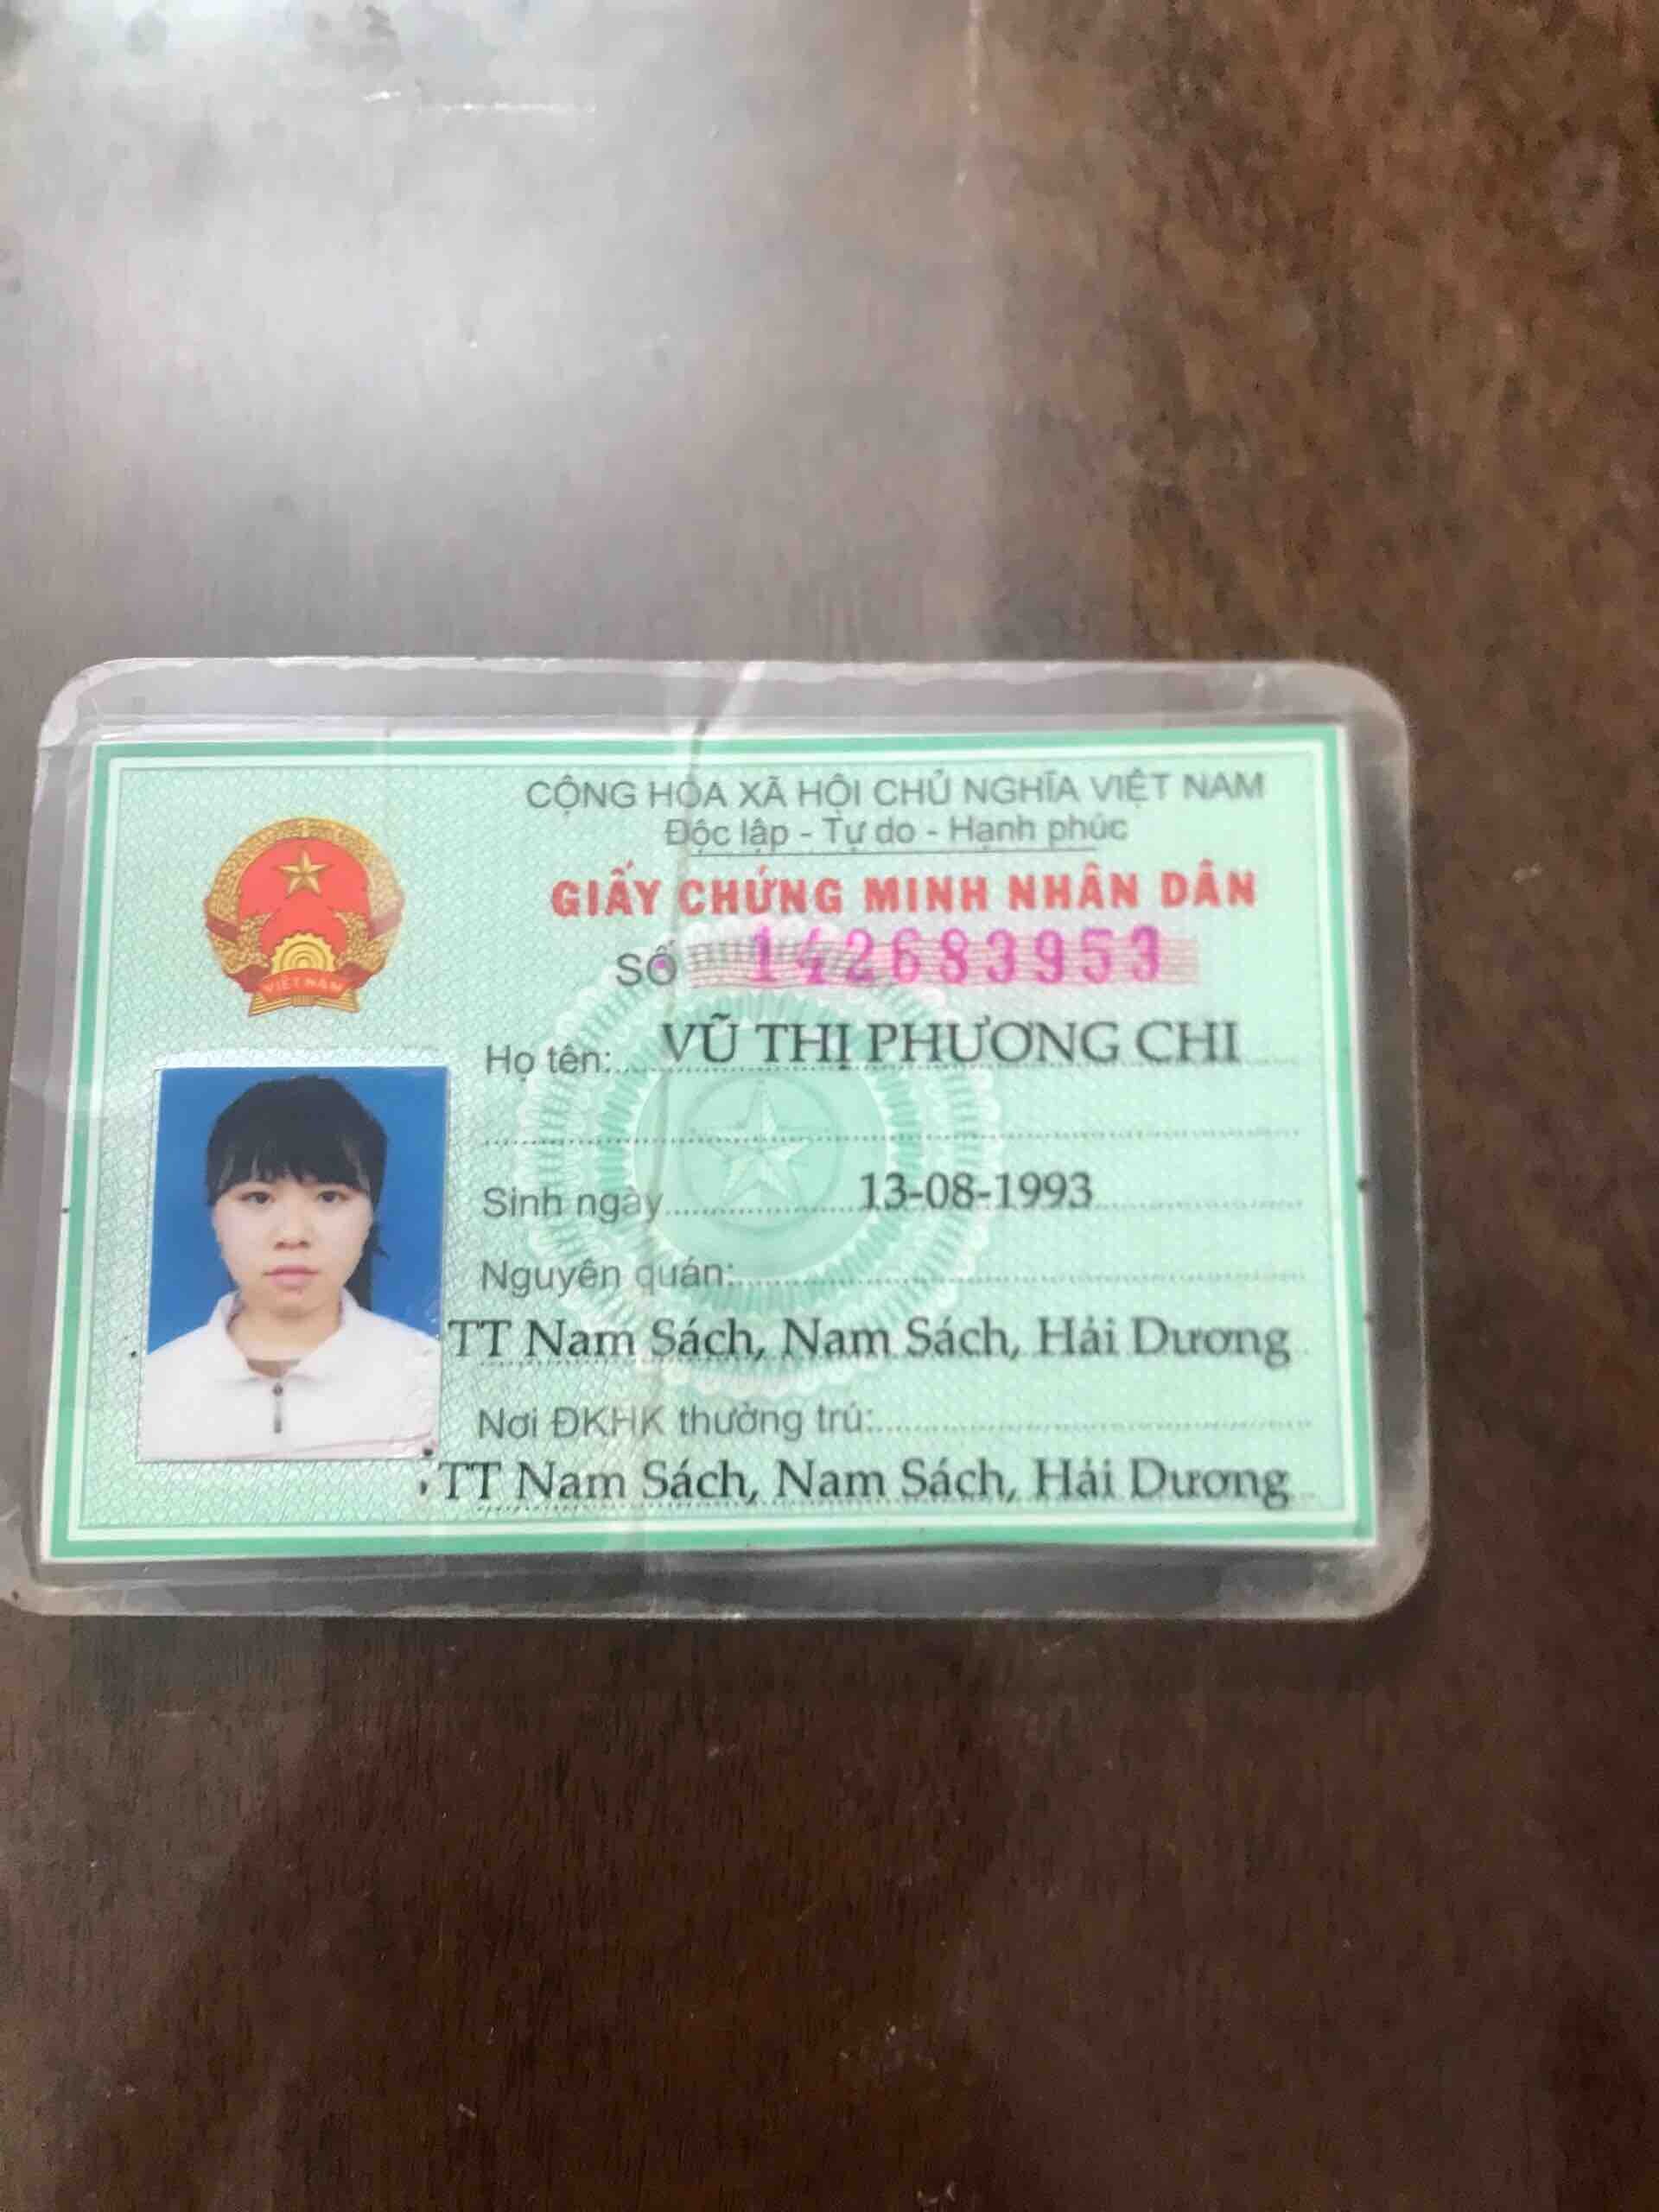 CỘNG HÒA XÃ HỘI CHỦ NGHĨA VIỆT NAM
Độc lập - Tự do - Hạnh phúc
GIẤY CHỨNG MINH NHÂN DÂN
SỐ 142683953
VIET NAM
Họ tên: VŨ THỊ PHƯƠNG CHI
Sinh ngày 13-08-1993
Nguyên quán:
TT Nam Sách, Nam Sách, Hải Dương
Nơi ĐKHK thường trú:
TT Nam Sách, Nam Sách, Hải Dương